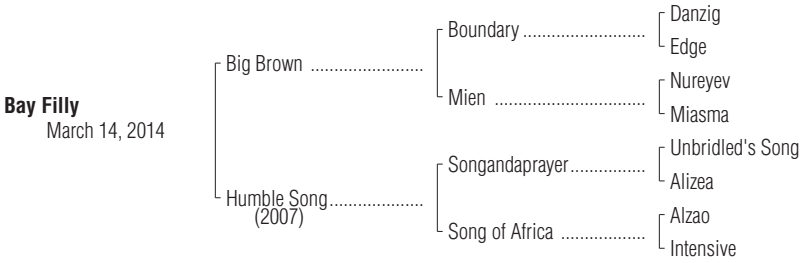 Bay Filly
March 14, 2014
Big Brown ........................
Humble Song....................
(2007)
Boundary ..........................
Mien ................................
Songandaprayer................
Song of Africa ..................
Danzig
Edge
Nureyev
Miasma
Unbridled's Song
Alizea
Alzao
Intensive